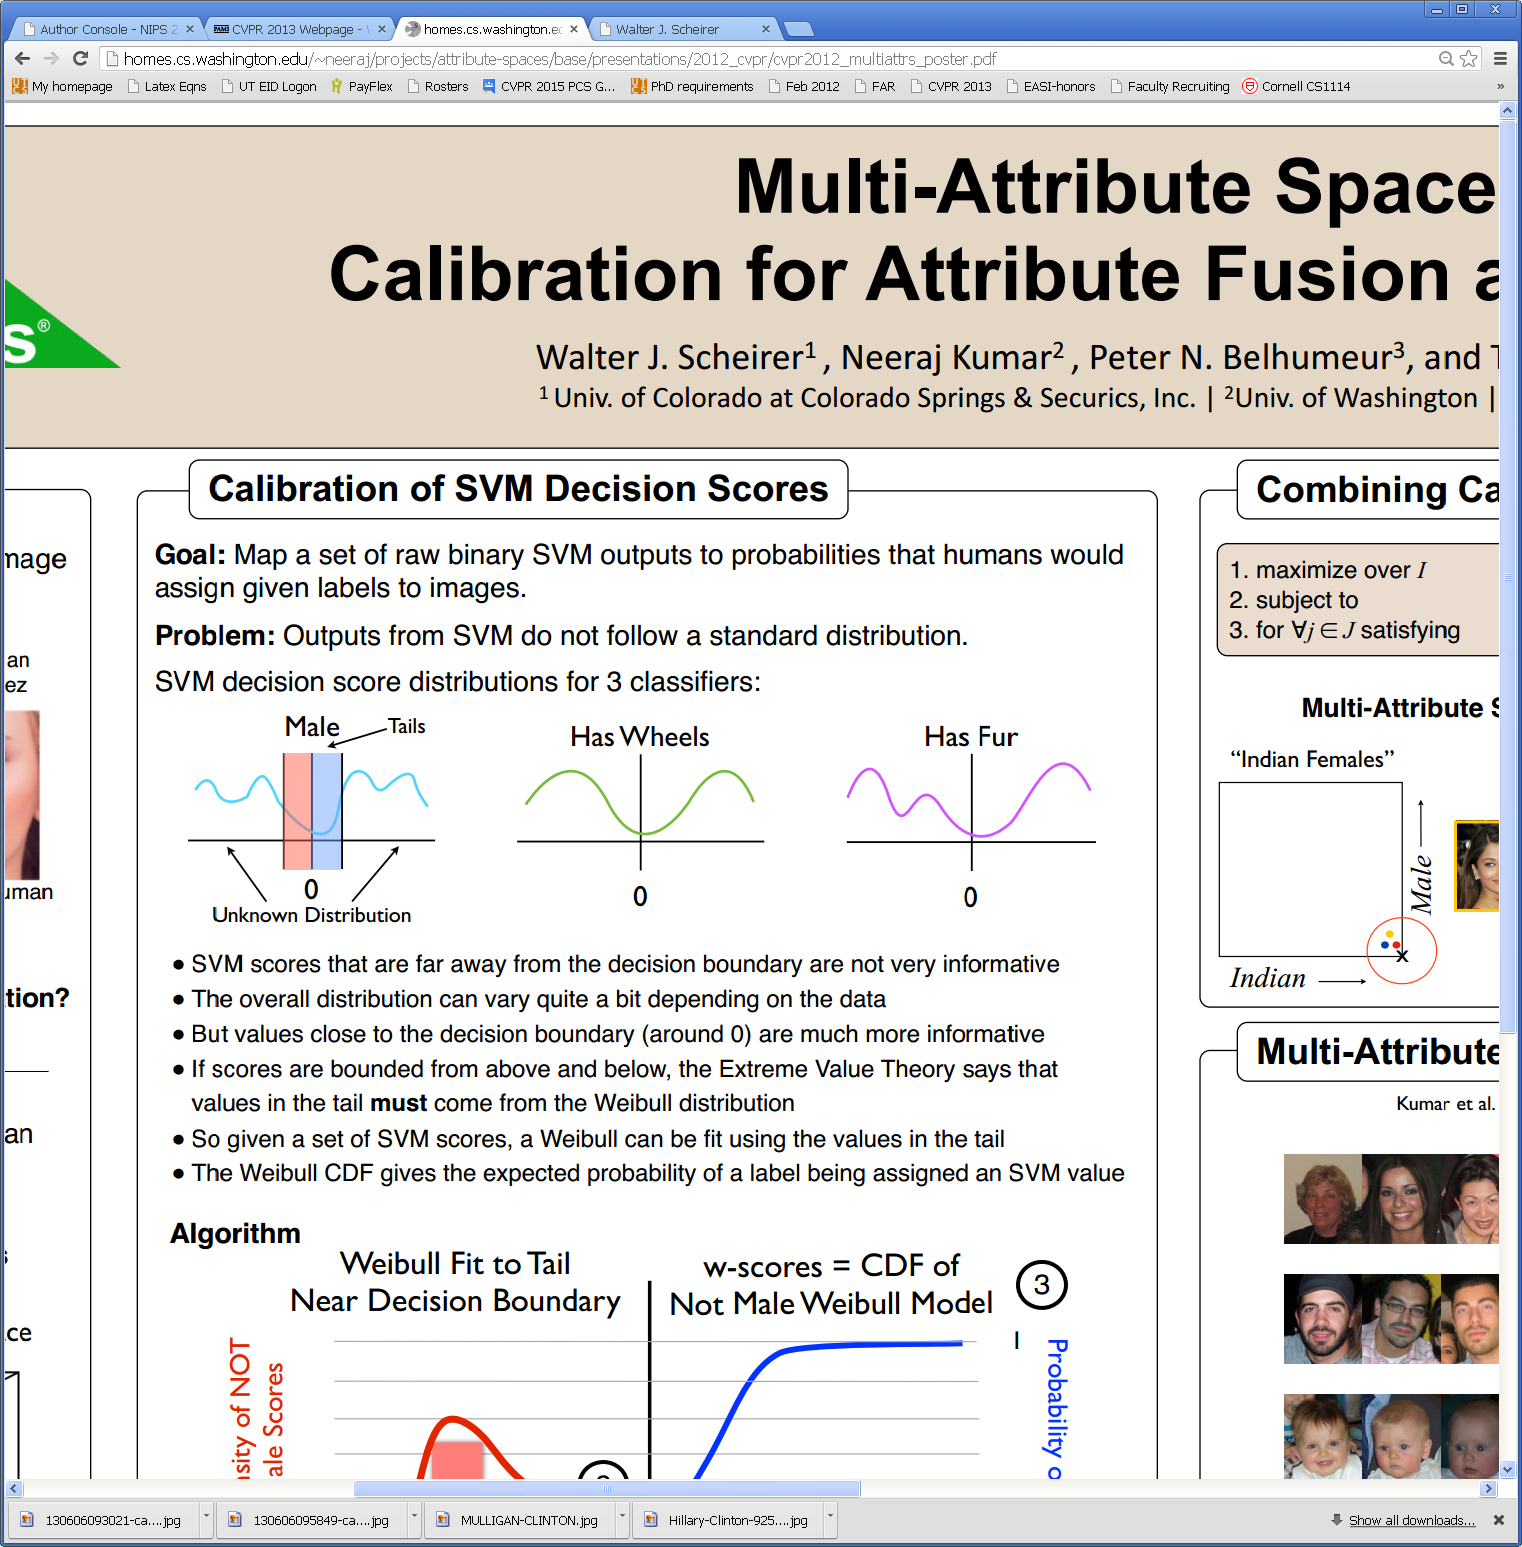 Author Console - NIPS 2
CVPR 2013 Webpage -
homes.cs.washington.ed
Walter J. Scheirer
homes.cs.washington.edu/~neeraj/projects/attribute-spaces/base/presentations/2012_cvpr/cvpr2012_multiattrs_poster.pdf
My homepage
Latex Eqns
UT EID Logon
PayFlex
Rosters
CVPR 2015 PCS G...
PhD requirements
Feb 2012
FAR
CVPR 2013
EASI-honors
Faculty Recruiting
Cornell CS1114
»
Multi-Attribute Space
Calibration for Attribute Fusion a
s®
Walter J. Scheirer¹ , Neeraj Kumar² , Peter N. Belhumeur³, and T
¹ Univ. of Colorado at Colorado Springs & Securics, Inc. | ²Univ. of Washington |
mage
an
ez
uman
tion?
an
ce
Calibration of SVM Decision Scores
Goal: Map a set of raw binary SVM outputs to probabilities that humans would
assign given labels to images.
Problem: Outputs from SVM do not follow a standard distribution.
SVM decision score distributions for 3 classifiers:
Male
Tails
0
Unknown Distribution
Has Wheels
0
Has Fur
0
● SVM scores that are far away from the decision boundary are not very informative
● The overall distribution can vary quite a bit depending on the data
● But values close to the decision boundary (around 0) are much more informative
● If scores are bounded from above and below, the Extreme Value Theory says that
values in the tail must come from the Weibull distribution
● So given a set of SVM scores, a Weibull can be fit using the values in the tail
● The Weibull CDF gives the expected probability of a label being assigned an SVM value
Algorithm
Weibull Fit to Tail
Near Decision Boundary
nsity of NOT
ale Scores
w-scores = CDF of
Not Male Weibull Model
3
1
Probability o
Combining Ca
1. maximize over I
2. subject to
3. for ∀j ∈ J satisfying
Multi-Attribute S
“Indian Females”
Male
x
Indian
Multi-Attribute
Kumar et al.
130606093021-ca....jpg
130606095849-ca....jpg
MULLIGAN-CLINTON.jpg
Hillary-Clinton-925....jpg
Show all downloads...